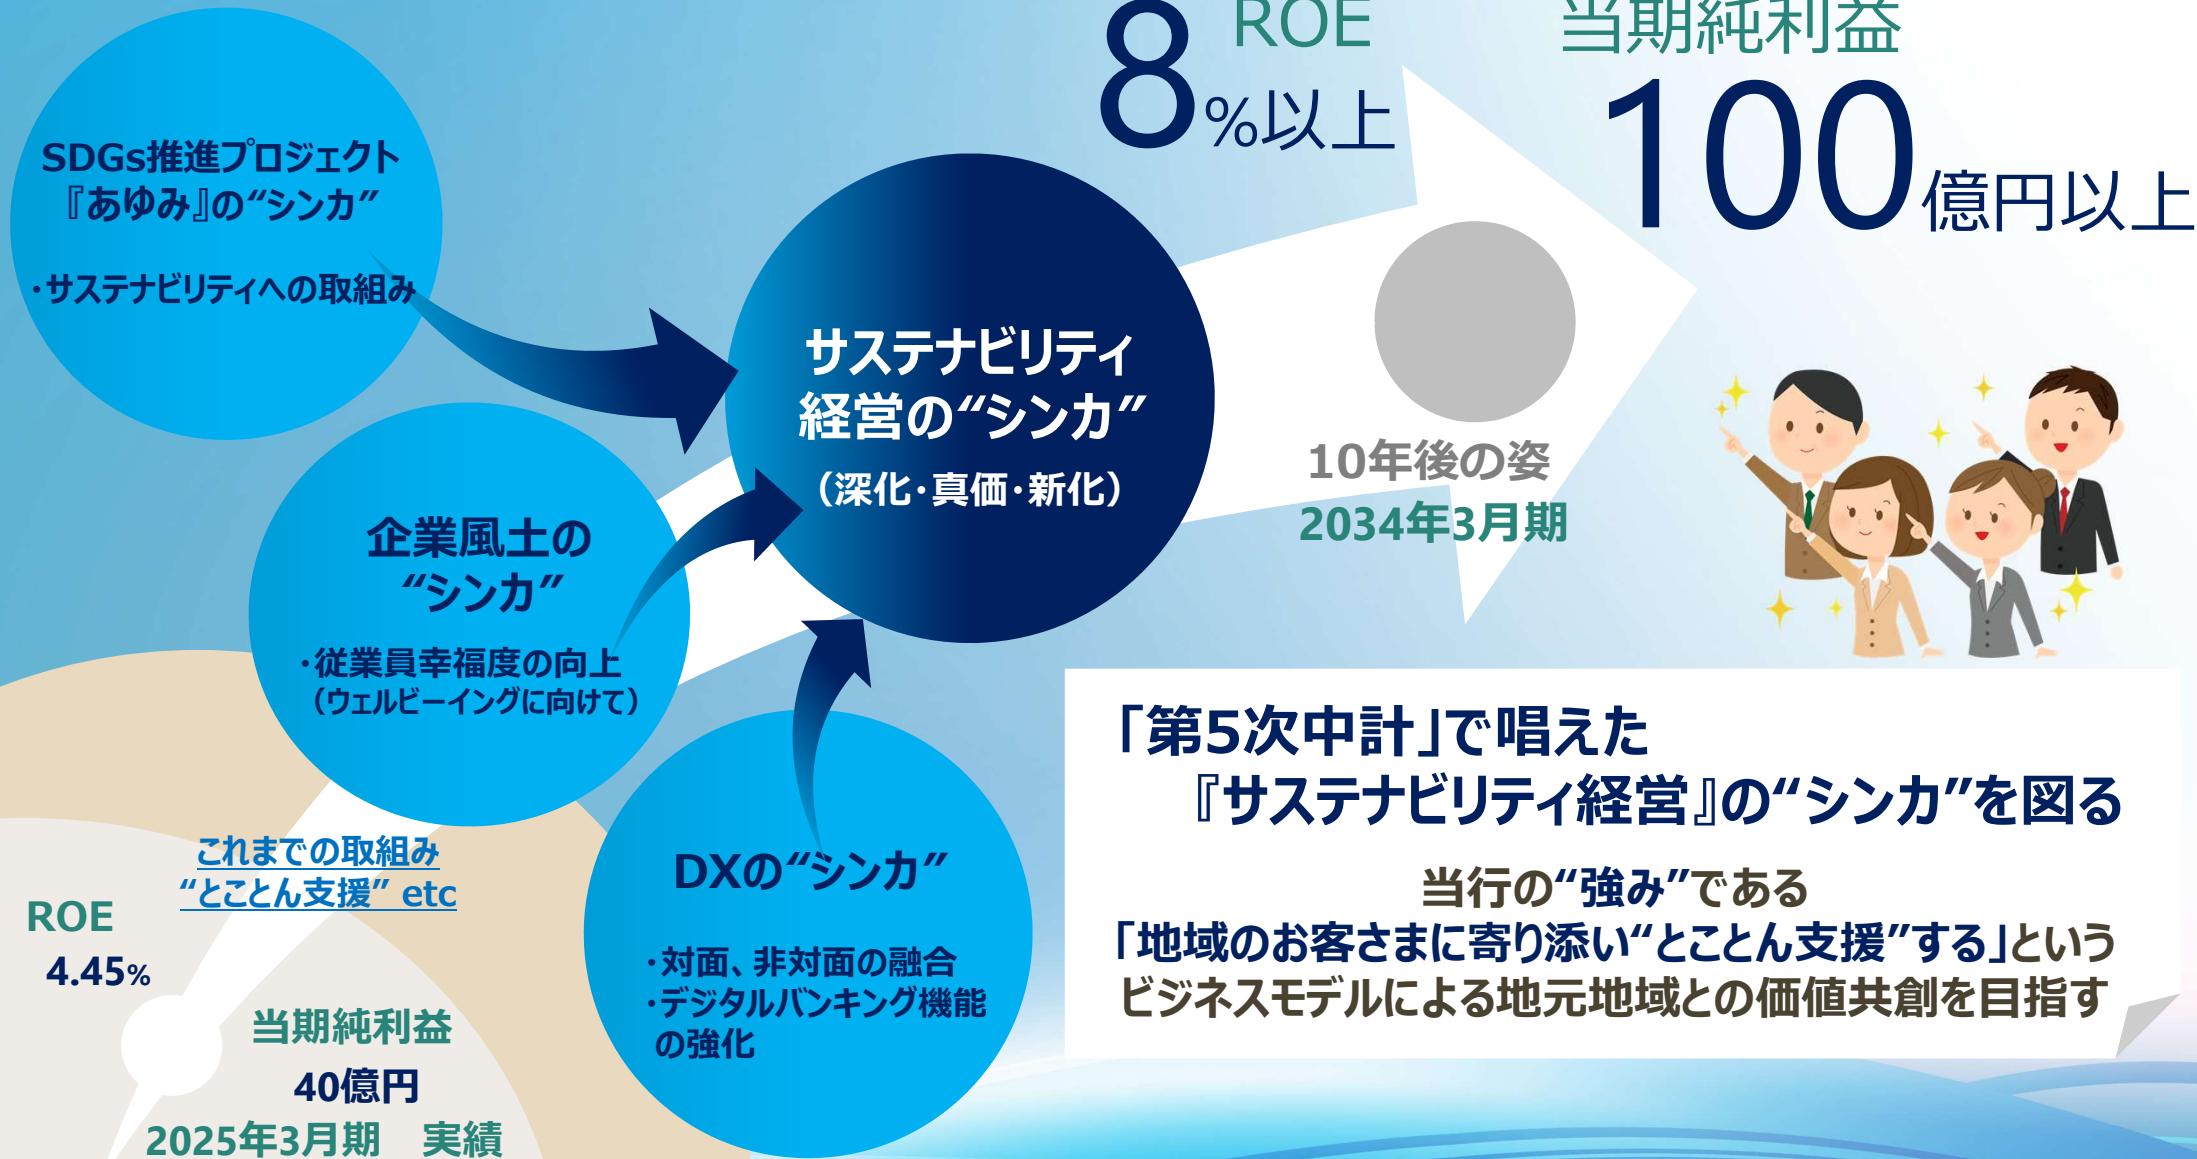 ROE
8%以上
当期純利益
100億円以上
SDGs推進プロジェクト
『あゆみ』の“シンカ”
・サステナビリティへの取組み
サステナビリティ
経営の“シンカ”
（深化・真価・新化）
10年後の姿
2034年3月期
企業風土の
“シンカ”
・従業員幸福度の向上
（ウェルビーイングに向けて）
DXの“シンカ”
・対面、非対面の融合
・デジタルバンキング機能
の強化
これまでの取組み
“とことん支援” etc
ROE
4.45%
当期純利益
40億円
2025年3月期　実績
「第5次中計」で唱えた
『サステナビリティ経営』の“シンカ”を図る
当行の“強み”である
「地域のお客さまに寄り添い“とことん支援”する」という
ビジネスモデルによる地元地域との価値共創を目指す